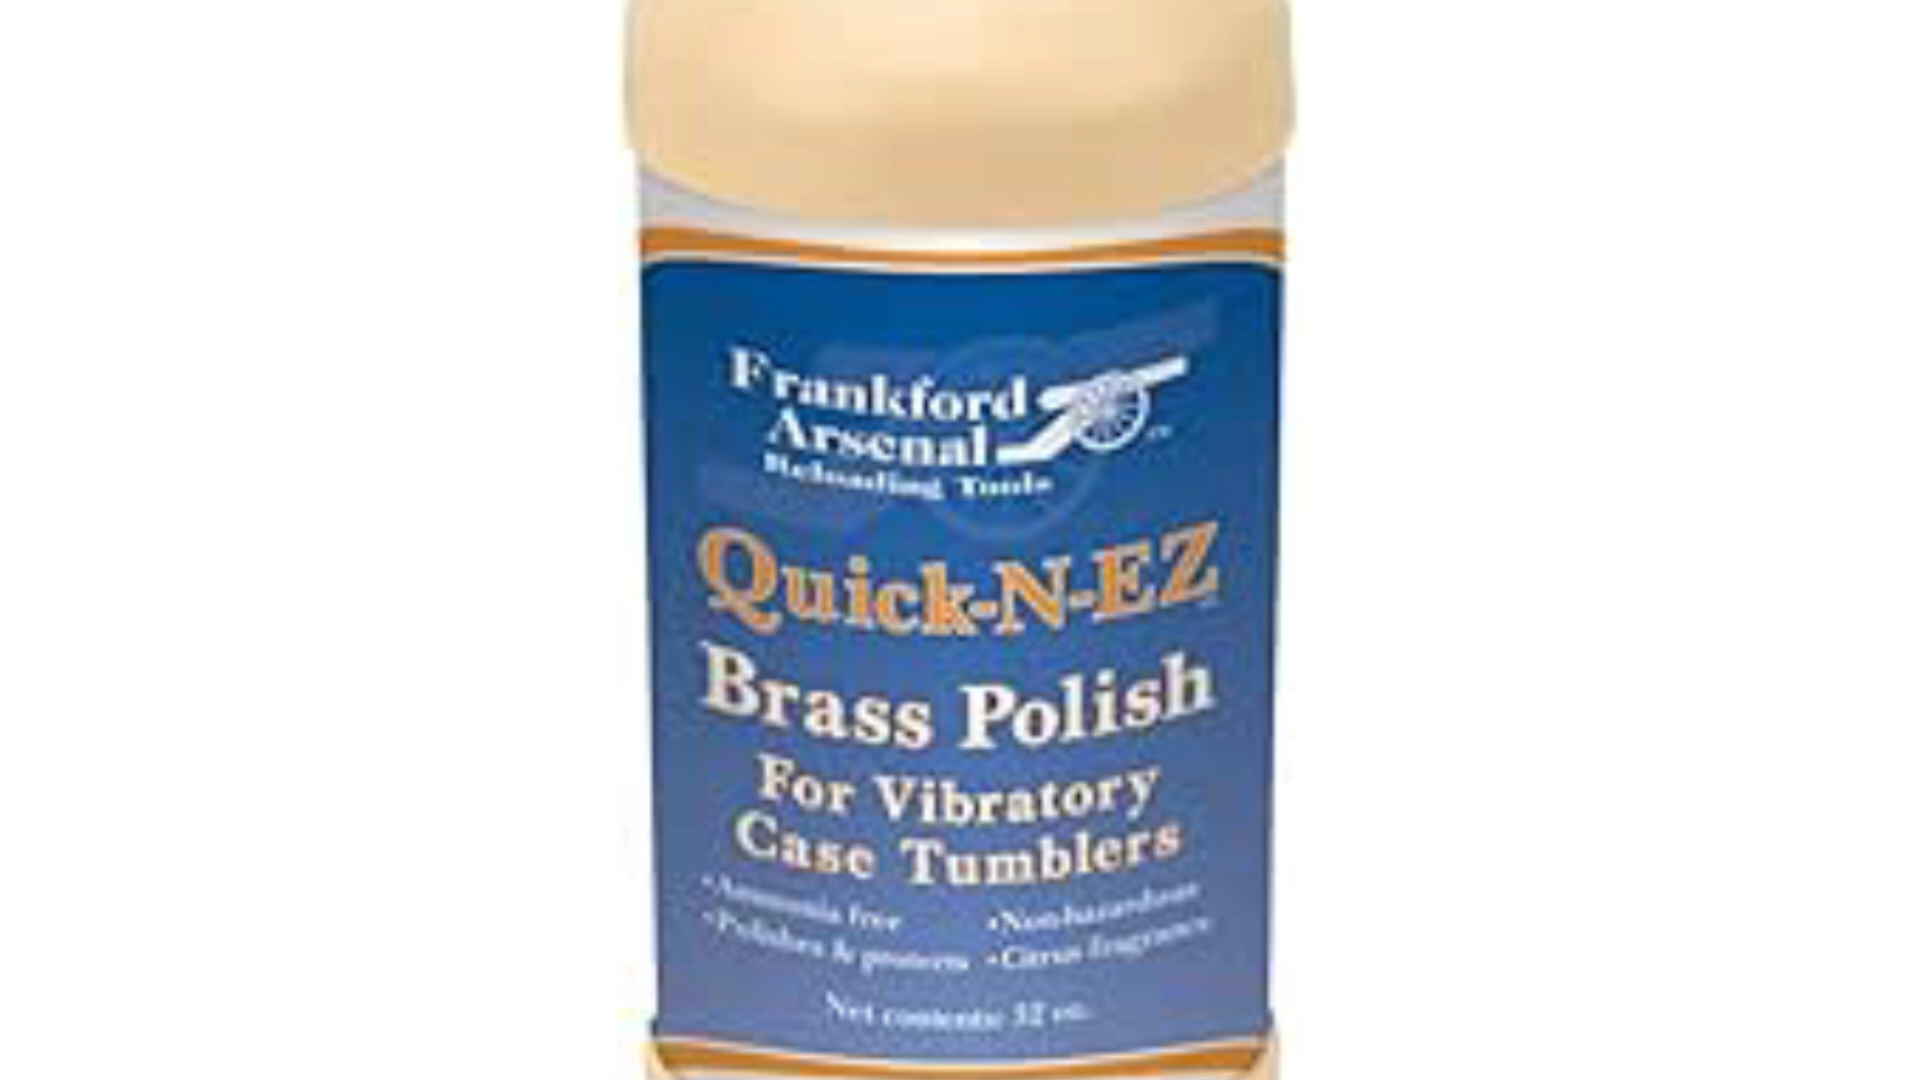 Frankford
Arsenal
Reloading Tools
Quick-N-EZ
Brass Polish
For Vibratory
Case Tumblers
•Ammonia free •Non-hazardous
•Polishes & protects •Citrus fragrance
Net contents: 32 oz.